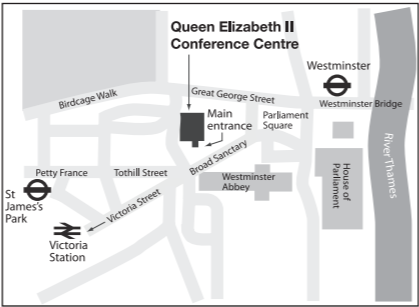 Queen Elizabeth II
Conference Centre
Westminster
Birdcage Walk
Great George Street
Westminster Bridge
Main
entrance
Parliament
Square
Broad Sanctary
River Thames
Petty France
Tothill Street
Westminster
Abbey
House of
Parliament
St
James's
Park
Victoria Street
Victoria
Station